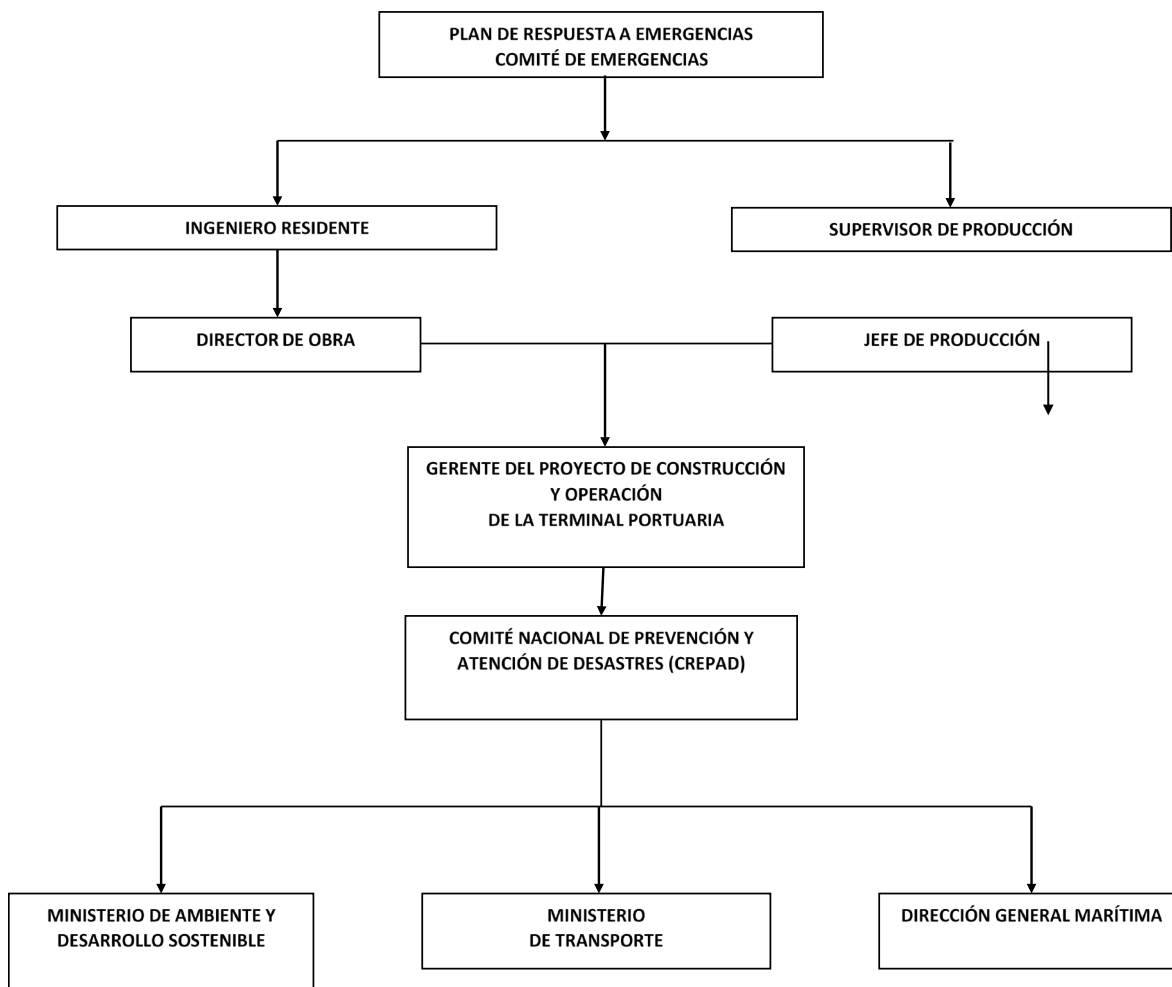 PLAN DE RESPUESTA A EMERGENCIAS
COMITÉ DE EMERGENCIAS
INGENIERO RESIDENTE
SUPERVISOR DE PRODUCCIÓN
DIRECTOR DE OBRA
JEFE DE PRODUCCIÓN
GERENTE DEL PROYECTO DE CONSTRUCCIÓN
Y OPERACIÓN
DE LA TERMINAL PORTUARIA
COMITÉ NACIONAL DE PREVENCIÓN Y
ATENCIÓN DE DESASTRES (CREPAD)
MINISTERIO DE AMBIENTE Y
DESARROLLO SOSTENIBLE
MINISTERIO
DE TRANSPORTE
DIRECCIÓN GENERAL MARÍTIMA